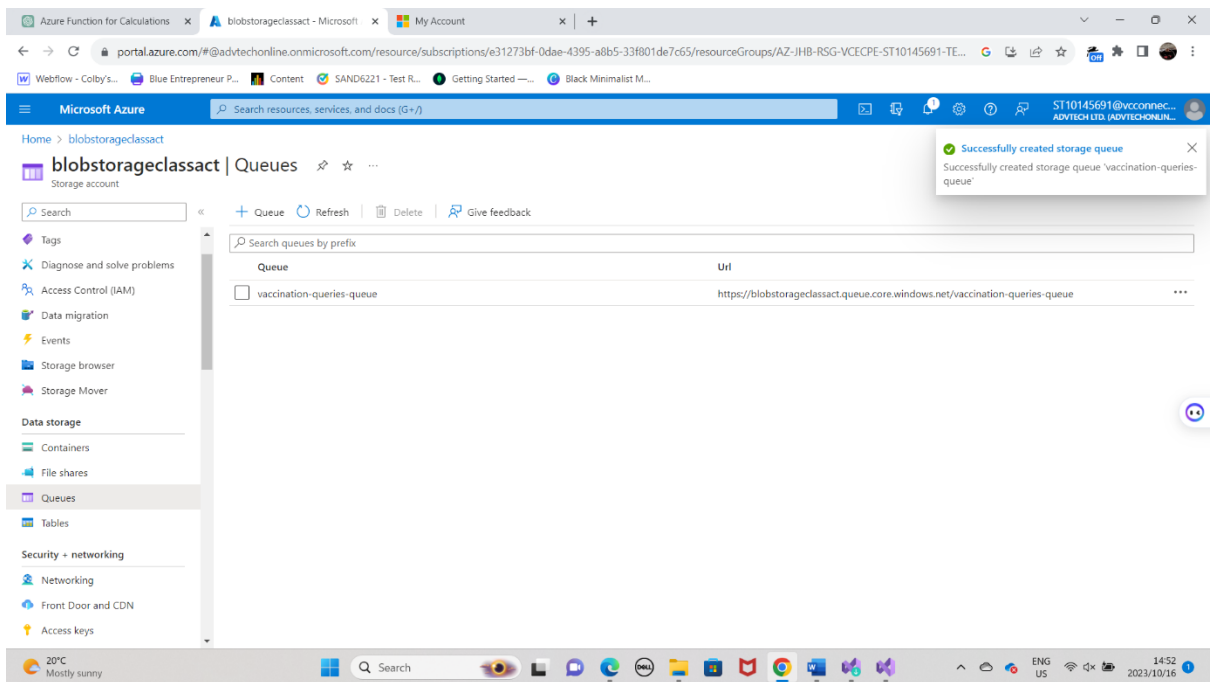 Azure Function for Calculations
blobstorageclassact - Microsoft
My Account
portal.azure.com/#@advtechonline.onmicrosoft.com/resource/subscriptions/e31273bf-0dae-4395-a8b5-33f801de7c65/resourceGroups/AZ-JHB-RSG-VCECPE-ST10145691-TE...
Off
Webflow - Colby's...
Blue Entrepreneur P...
Content
SAND6221 - Test R...
Getting Started —...
Black Minimalist M...
Microsoft Azure
Search resources, services, and docs (G+/)
1
ST10145691@vcconnec...
ADVTECH LTD. (ADVTECHONLIN...
Home > blobstorageclassact
blobstorageclassact | Queues
Storage account
Successfully created storage queue
Successfully created storage queue 'vaccination-queries-
queue'
Search
Queue
Refresh
Delete
Give feedback
Tags
Diagnose and solve problems
Access Control (IAM)
Data migration
Events
Storage browser
Storage Mover
Data storage
Containers
File shares
Queues
Tables
Security + networking
Networking
Front Door and CDN
Access keys
Search queues by prefix
Queue Url
vaccination-queries-queue https://blobstorageclassact.queue.core.windows.net/vaccination-queries-queue
20°C
Mostly sunny
Search
DELL
ENG
US
14:52
2023/10/16
1